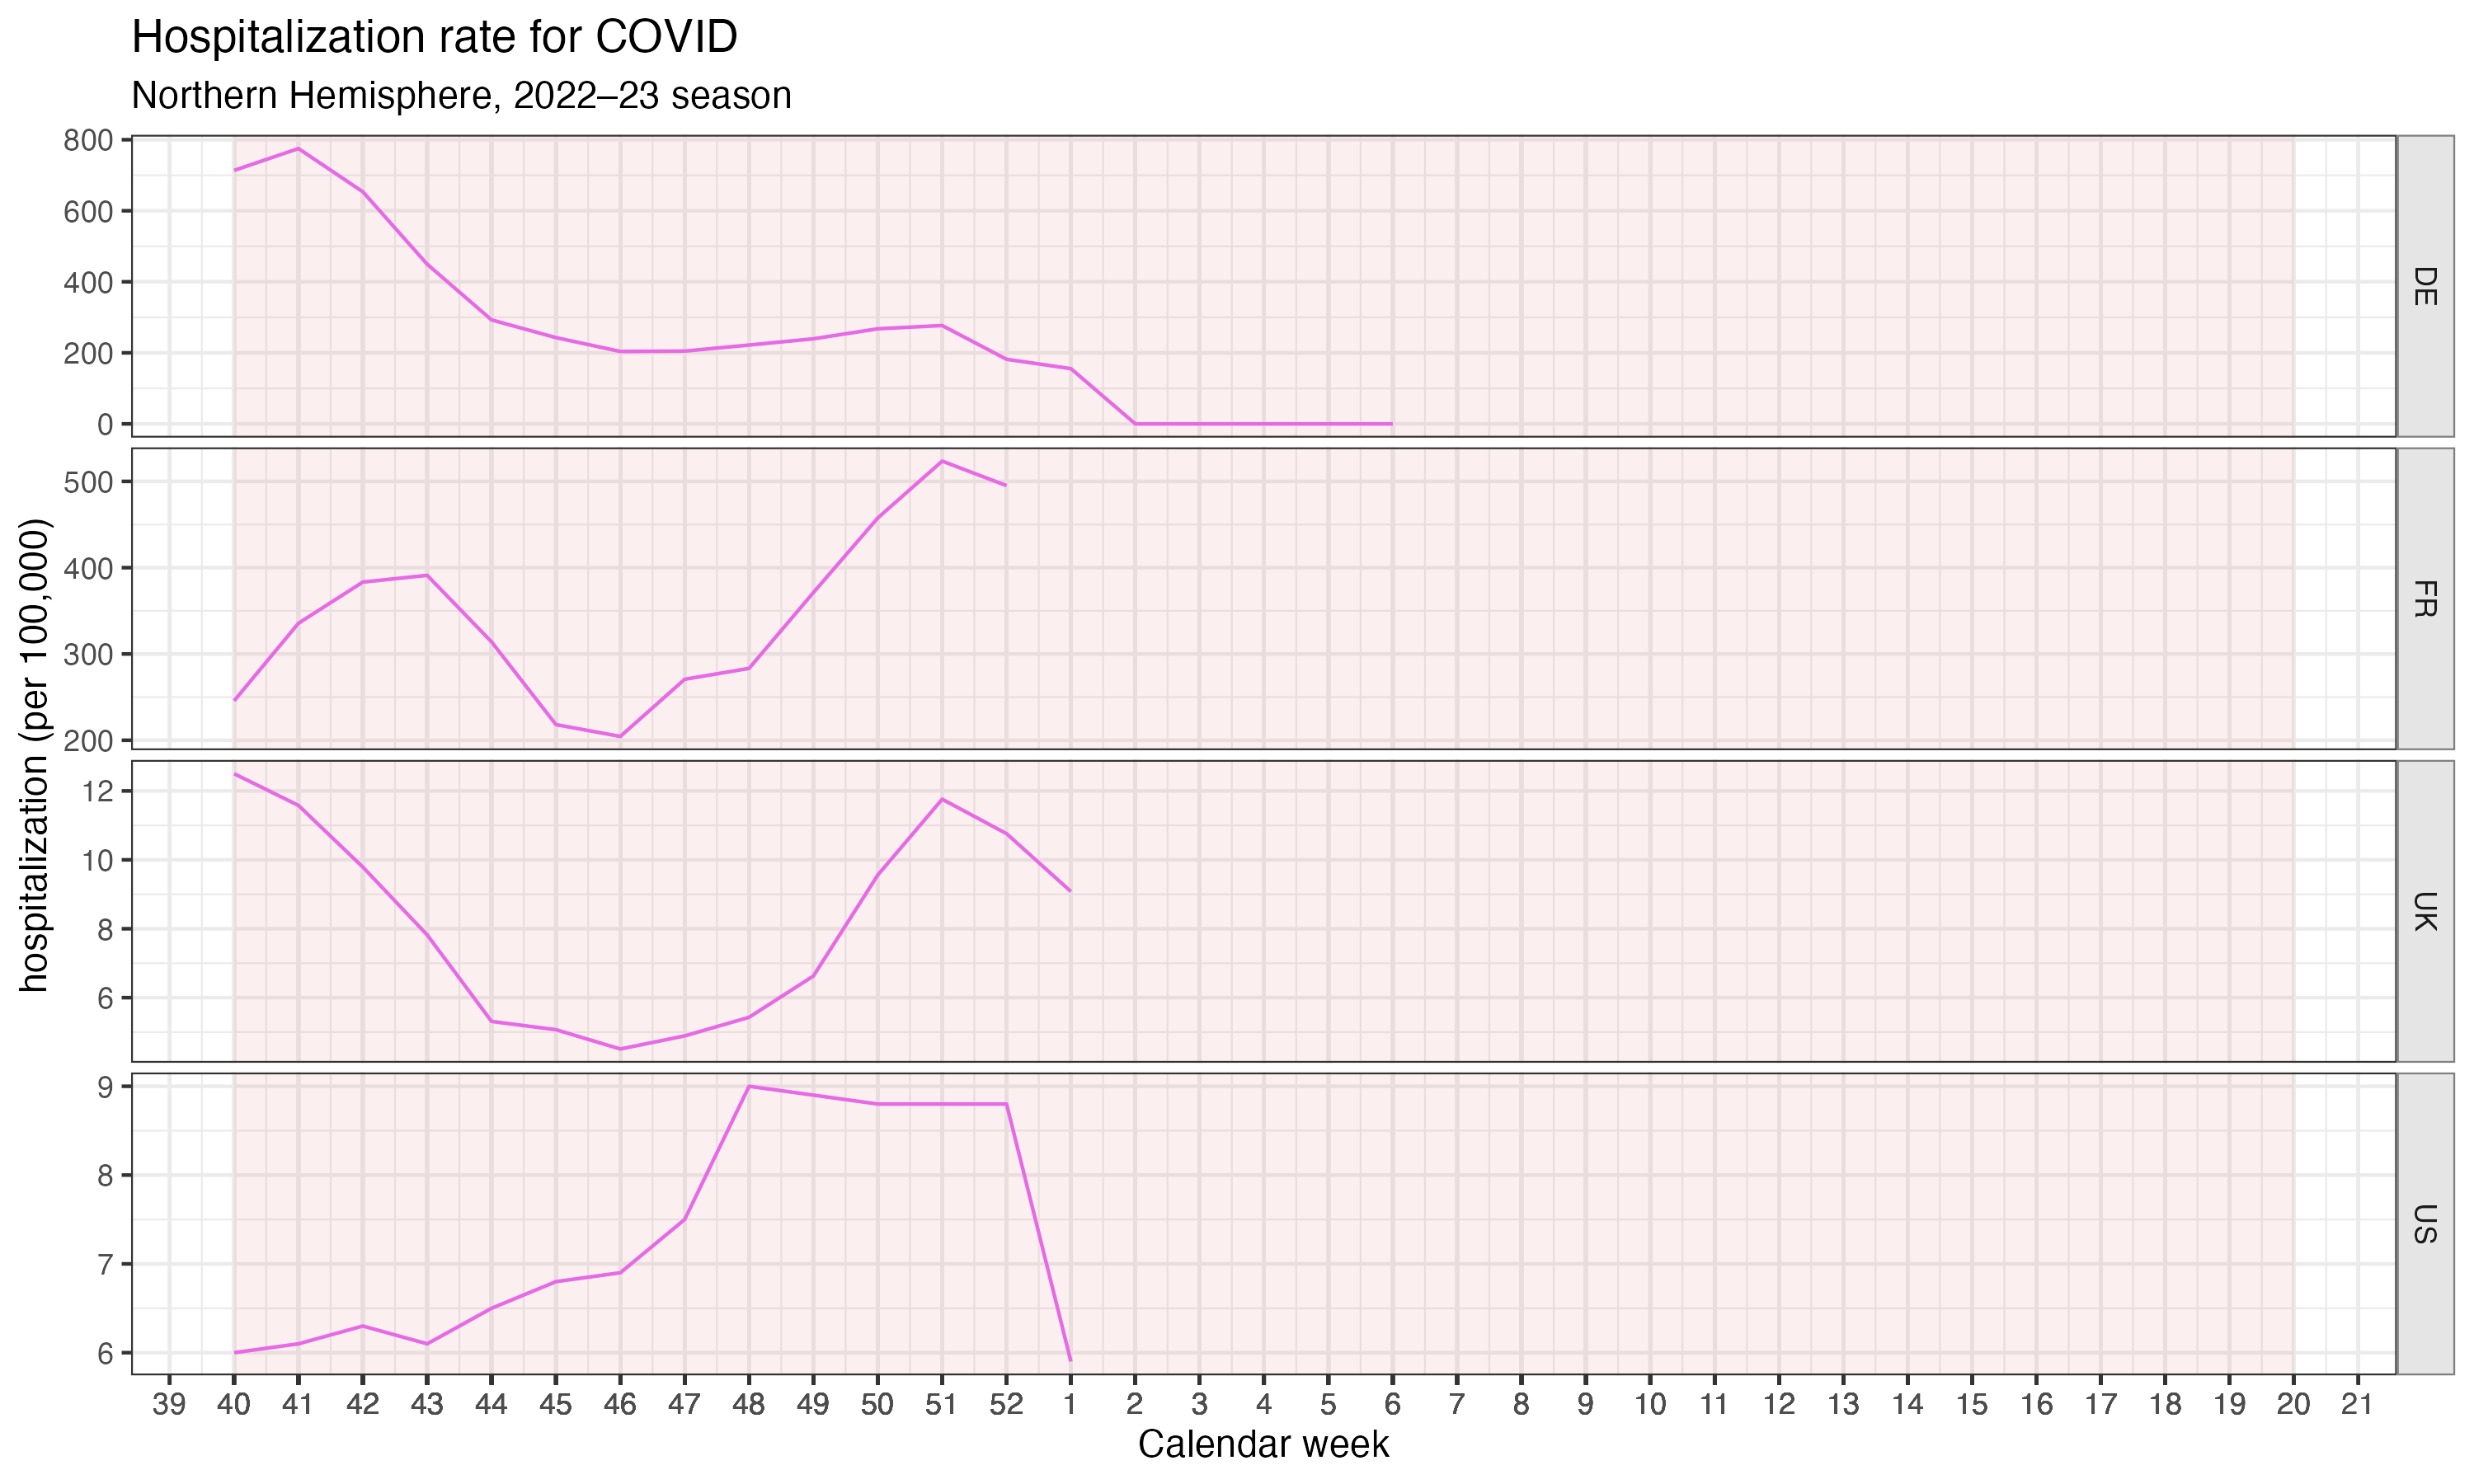 Hospitalization rate for COVID
Northern Hemisphere, 2022–23 season
hospitalization (per 100,000)
800
600
400
200
0
DE
500
400
300
200
FR
12
10
8
6
UK
9
8
7
6
US
39 40 41 42 43 44 45 46 47 48 49 50 51 52 1 2 3 4 5 6 7 8 9 10 11 12 13 14 15 16 17 18 19 20 21
Calendar week